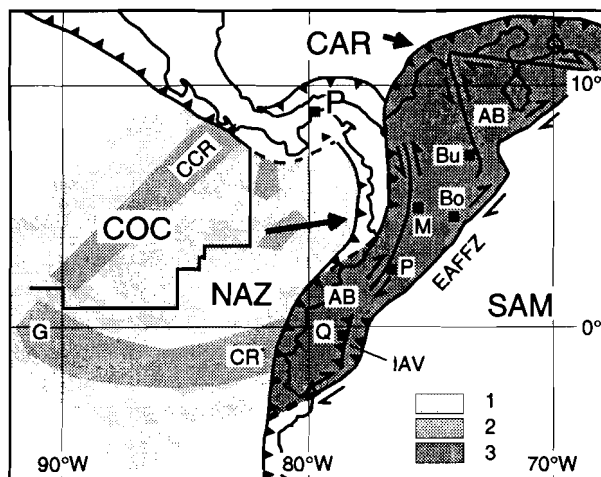 CAR
P
10°
AB
CCR
Bu
COC
Bo
M
EAFFZ
P
NAZ
AB
SAM
G
Q
0°
CR
IAV
1
2
3
90°W
80°W
70°W